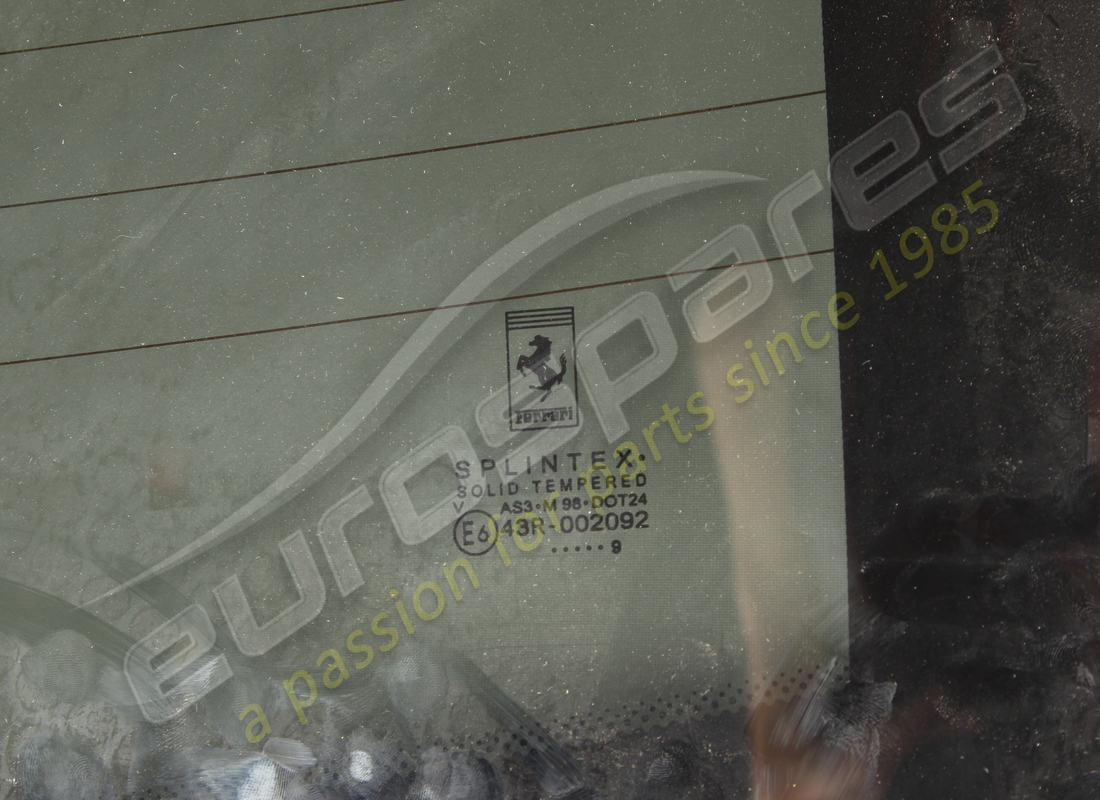 Ferrari
SPLINTEX•
SOLID TEMPERED
V AS3•M 98•DOT24
E6 43R-002092
•••••9
eurospares
a passion for parts since 1985